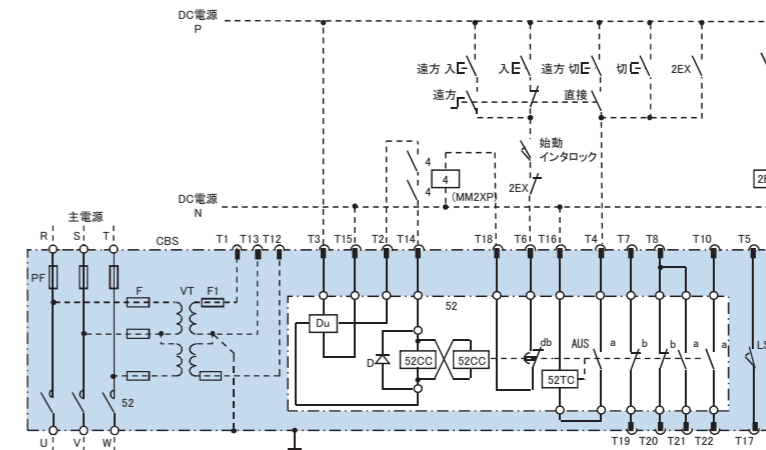 DC電源
P
遠方 入
入
遠方 切
切
2EX
遠方
直接
始動
インタロック
4
4
4
(MM2XP)
2EX
DC電源
N
主電源
R
S
T
CBS
T1
T13
T12
T3
T15
T2
T14
T18
T6
T16
T4
T7
T8
T10
T5
PF
F
VT
F1
52
Du
D
52CC
52CC
db
AUS
a
b
b
a
a
52TC
LS
52
U
V
W
T19
T20
T21
T22
T17